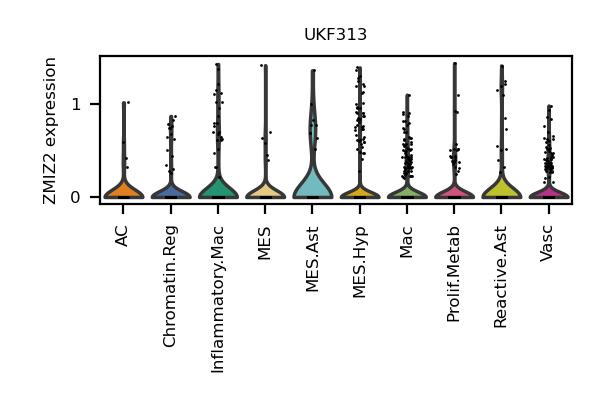 UKF313
ZMIZ2 expression
1
0
AC
Chromatin.Reg
Inflammatory.Mac
MES
MES.Ast
MES.Hyp
Mac
Prolif.Metab
Reactive.Ast
Vasc